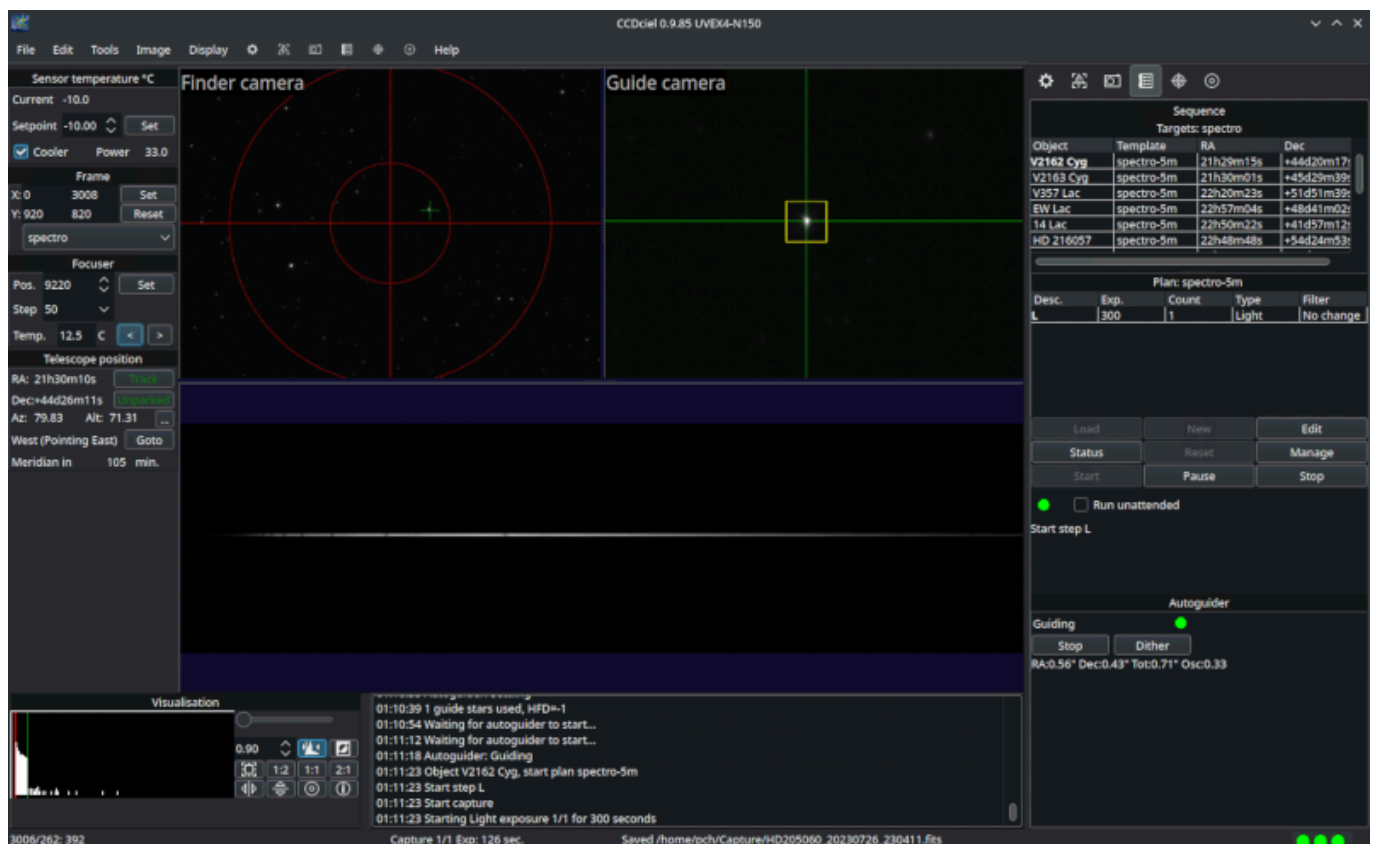 CCDciel 0.9.85 UVEX4-N150
File Edit Tools Image Display Help
Sensor temperature °C
Current -10.0
Setpoint -10.00 Set
Cooler Power 33.0
Frame
X: 0 3008 Set
Y: 920 820 Reset
spectro
Focuser
Pos. 9220 Set
Step 50
Temp. 12.5 C < >
Telescope position
RA: 21h30m10s Track
Dec:+44d26m11s Unparked
Az: 79.83 Alt: 71.31 ...
West (Pointing East) Goto
Meridian in 105 min.
Finder camera
Guide camera
Sequence
Targets: spectro
Object Template RA Dec
V2162 Cyg spectro-5m 21h29m15s +44d20m17s
V2163 Cyg spectro-5m 21h30m01s +45d29m39s
V357 Lac spectro-5m 22h20m23s +51d51m39s
EW Lac spectro-5m 22h57m04s +48d41m02s
14 Lac spectro-5m 22h50m22s +41d57m12s
HD 216057 spectro-5m 22h48m48s +54d24m53s
Plan: spectro-5m
Desc. Exp. Count Type Filter
L 300 1 Light No change
Load New Edit
Status Reset Manage
Start Pause Stop
Run unattended
Start step L
Autoguider
Guiding
Stop Dither
RA:0.56" Dec:0.43" Tot:0.71" Osc:0.33
Visualisation
0.90
1:2 1:1 2:1
01:10:39 1 guide stars used, HFD=-1
01:10:54 Waiting for autoguider to start...
01:11:12 Waiting for autoguider to start...
01:11:18 Autoguider: Guiding
01:11:23 Object V2162 Cyg, start plan spectro-5m
01:11:23 Start step L
01:11:23 Start capture
01:11:23 Starting Light exposure 1/1 for 300 seconds
3006/262: 392 Capture 1/1 Exp: 126 sec. Saved /home/pch/Capture/HD205060_20230726_230411.fits